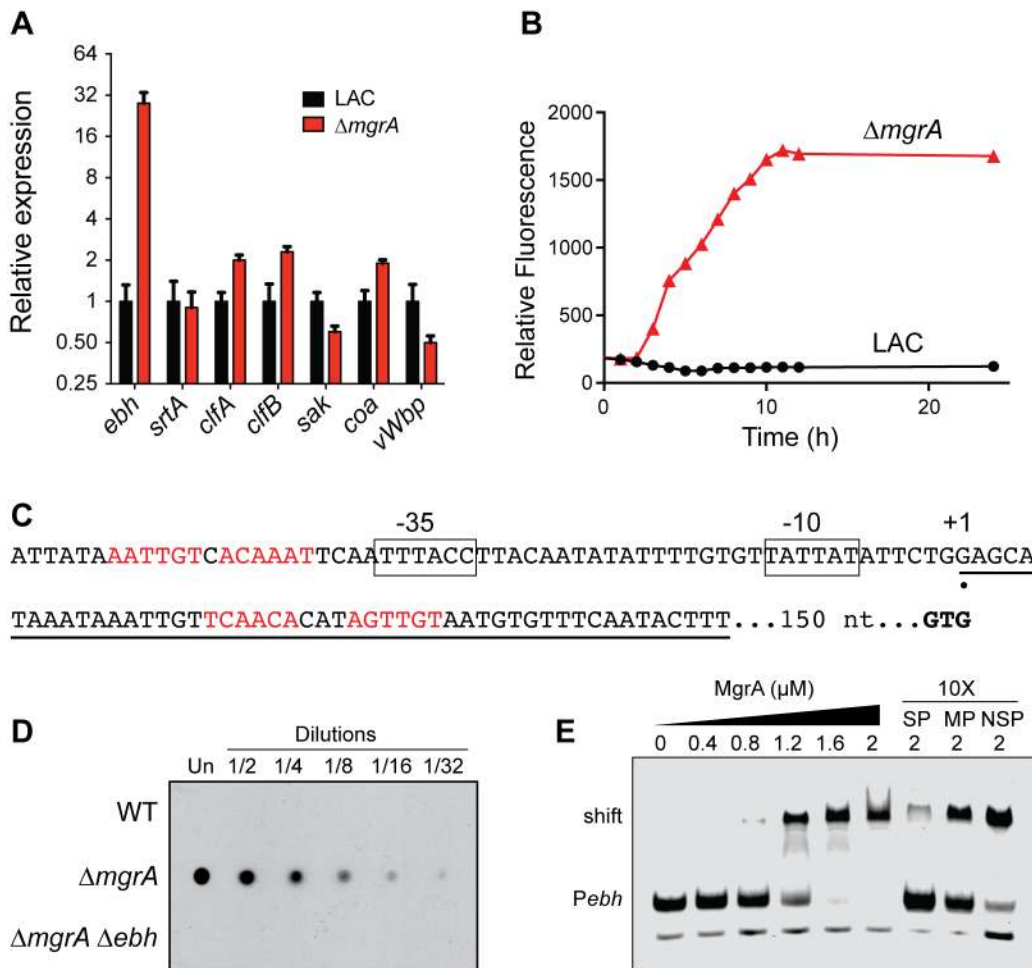 A
Relative expression
64
32
16
8
4
2
1
0.50
0.25
LAC
ΔmgrA
ebh
srtA
clfA
clfB
sak
coa
vWbp
B
Relative Fluorescence
2000
1500
1000
500
0
ΔmgrA
LAC
0
10
20
Time (h)
C
-35
-10
+1
ATTATAAATTGTCACAAATTCAATTTACCTTACAATATATTTTGTGTTATTATATTCTGGAGCA
TAAATAAATTGTTCAACACATAGTTGTAATGTGTTTCAATACTTT...150 nt...GTG
D
Dilutions
Un 1/2 1/4 1/8 1/16 1/32
WT
ΔmgrA
ΔmgrA Δebh
E
MgrA (µM)
10X
SP MP NSP
0 0.4 0.8 1.2 1.6 2 2 2 2
shift
Pebh